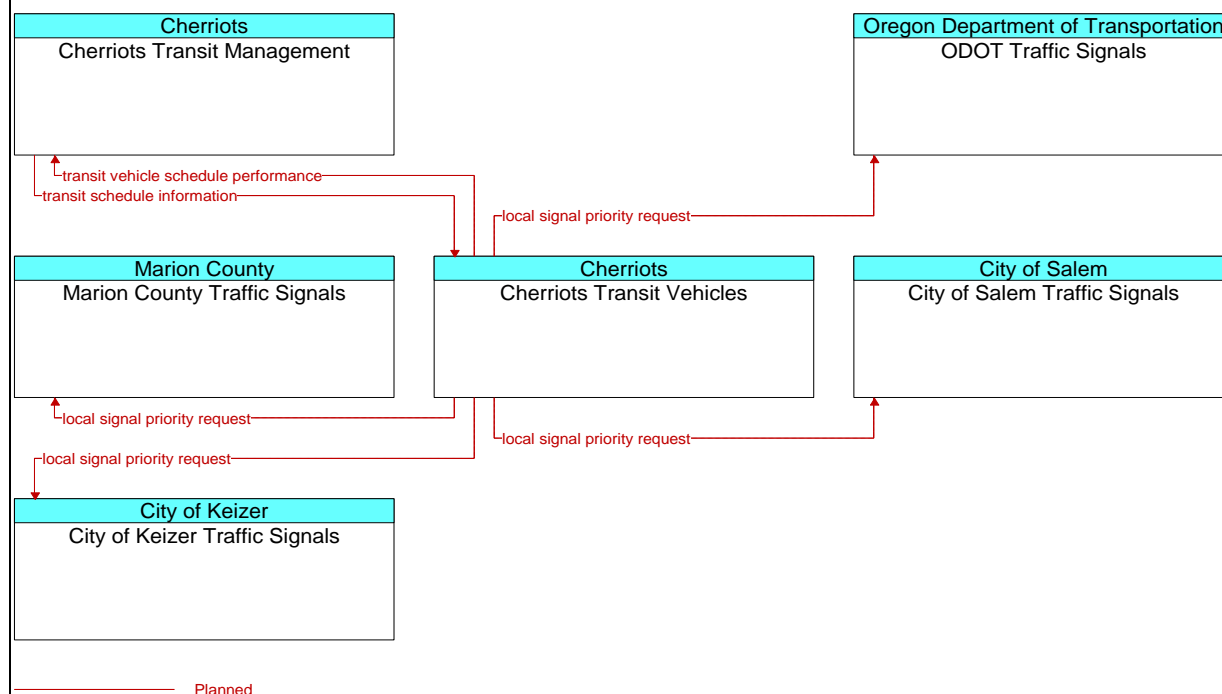 Cherriots
Cherriots Transit Management
Oregon Department of Transportation
ODOT Traffic Signals
transit vehicle schedule performance
transit schedule information
local signal priority request
Marion County
Marion County Traffic Signals
Cherriots
Cherriots Transit Vehicles
City of Salem
City of Salem Traffic Signals
local signal priority request
local signal priority request
local signal priority request
City of Keizer
City of Keizer Traffic Signals
Planned